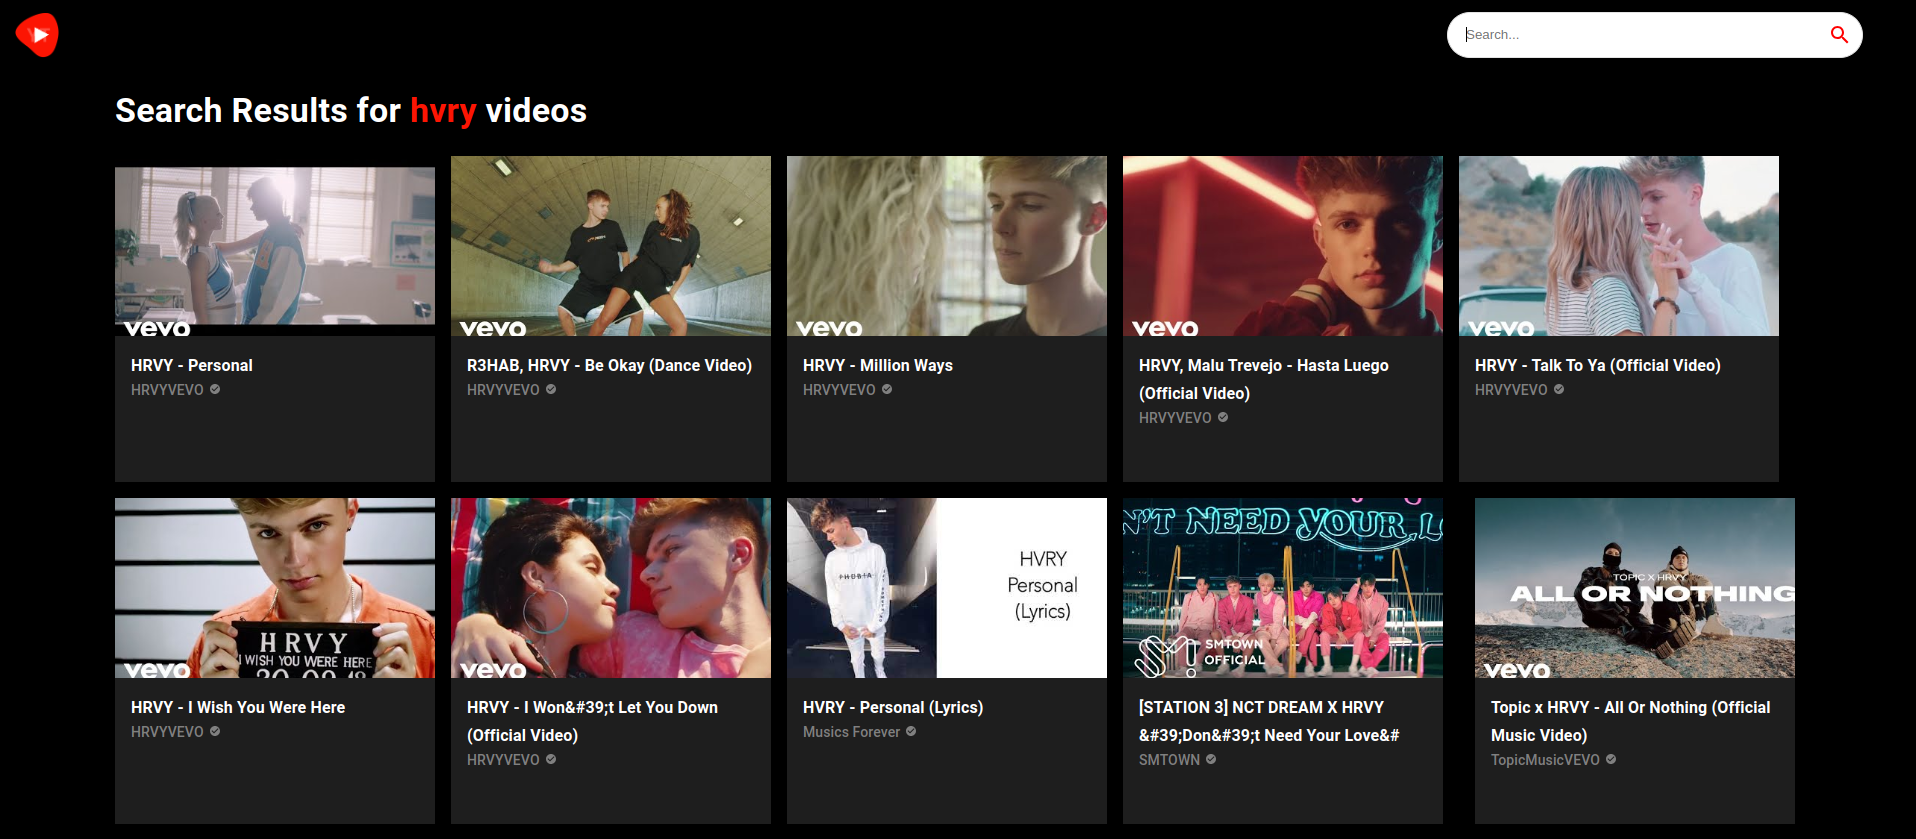 Search...
Search Results for hvry videos
vevo
vevo
vevo
vevo
vevo
HRVY - Personal
HRVYVEVO
R3HAB, HRVY - Be Okay (Dance Video)
HRVYVEVO
HRVY - Million Ways
HRVYVEVO
HRVY, Malu Trevejo - Hasta Luego
(Official Video)
HRVYVEVO
HRVY - Talk To Ya (Official Video)
HRVYVEVO
HRVY
I WISH YOU WERE HERE
vevo
vevo
HVRY
Personal
(Lyrics)
PHOBIA
N'T NEED YOUR LO
SMTOWN
OFFICIAL
TOPIC X HRVY
ALL OR NOTHING
vevo
HRVY - I Wish You Were Here
HRVYVEVO
HRVY - I Won&#39;t Let You Down
(Official Video)
HRVYVEVO
HVRY - Personal (Lyrics)
Musics Forever
[STATION 3] NCT DREAM X HRVY
&#39;Don&#39;t Need Your Love&#
SMTOWN
Topic x HRVY - All Or Nothing (Official
Music Video)
TopicMusicVEVO